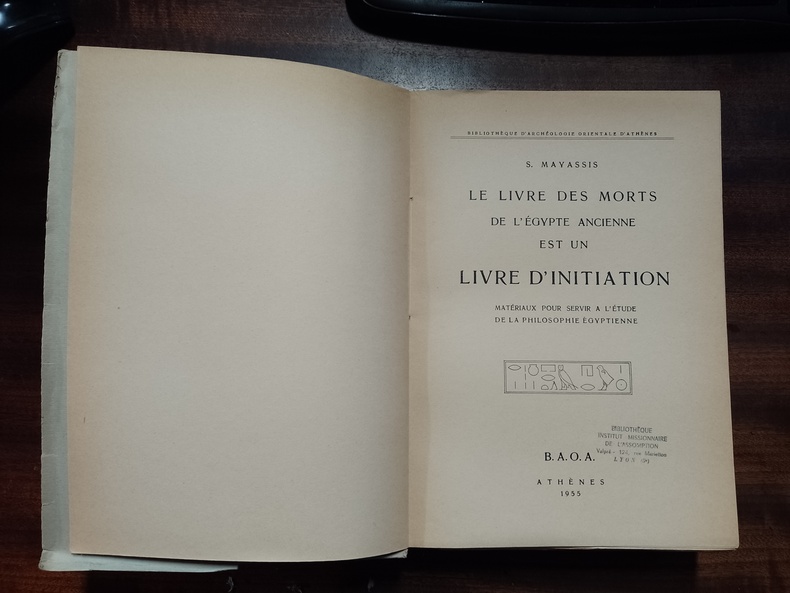 BIBLIOTHÈQUE D'ARCHÉOLOGIE ORIENTALE D'ATHÈNES
S. MAYASSIS
LE LIVRE DES MORTS
DE L'ÉGYPTE ANCIENNE
EST UN
LIVRE D'INITIATION
MATÉRIAUX POUR SERVIR A L'ÉTUDE
DE LA PHILOSOPHIE ÉGYPTIENNE
BIBLIOTHÈQUE
INSTITUT MISSIONNAIRE
DE L'ASSOMPTION
Valpré
B.A.O.A.
ATHÈNES
1955